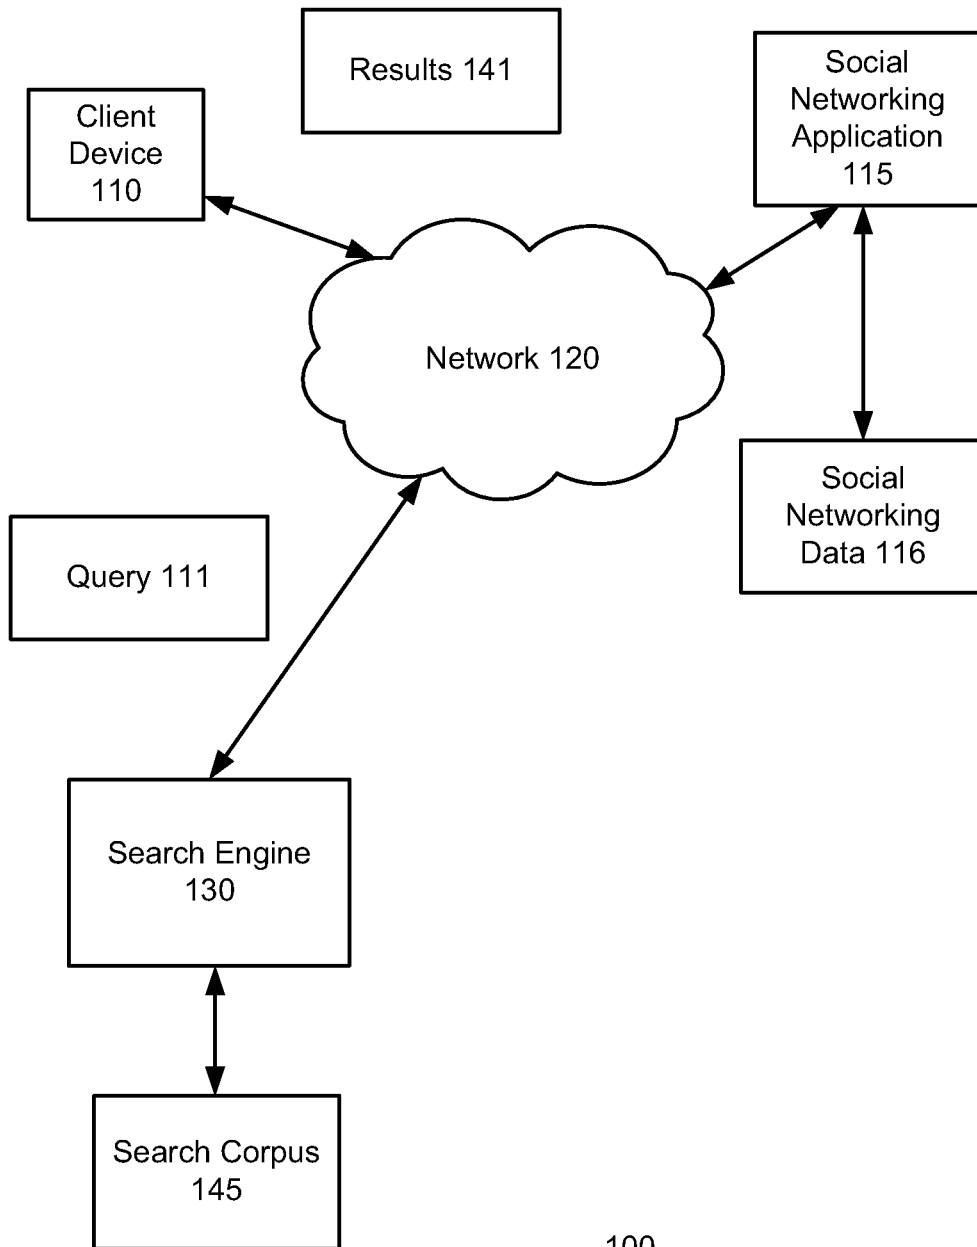 Results 141
Social
Networking
Application
115
Client
Device
110
Network 120
Social
Networking
Data 116
Query 111
Search Engine
130
Search Corpus
145
100